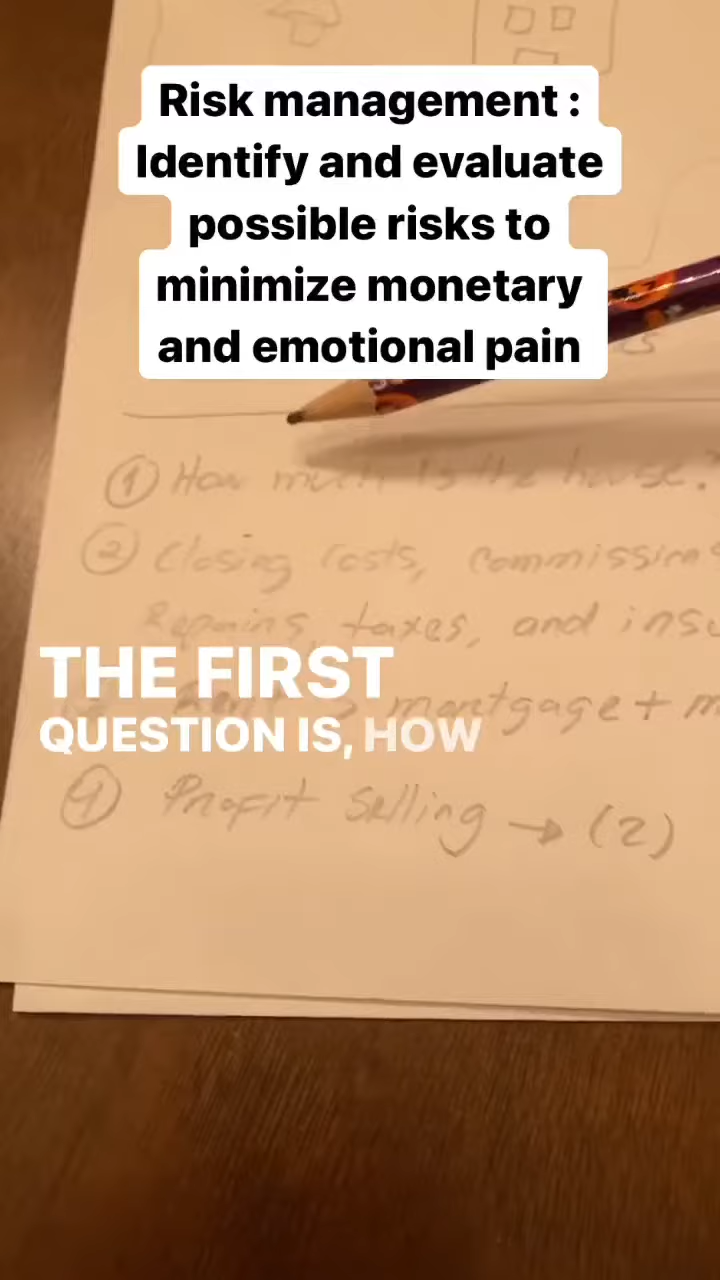 Risk management :
Identify and evaluate
possible risks to
minimize monetary
and emotional pain
① How much is the house?
② Closing costs, commissions
Repairs, taxes, and insu
THE FIRST
> mortgage + m
QUESTION IS, HOW
④ Profit selling → (2)